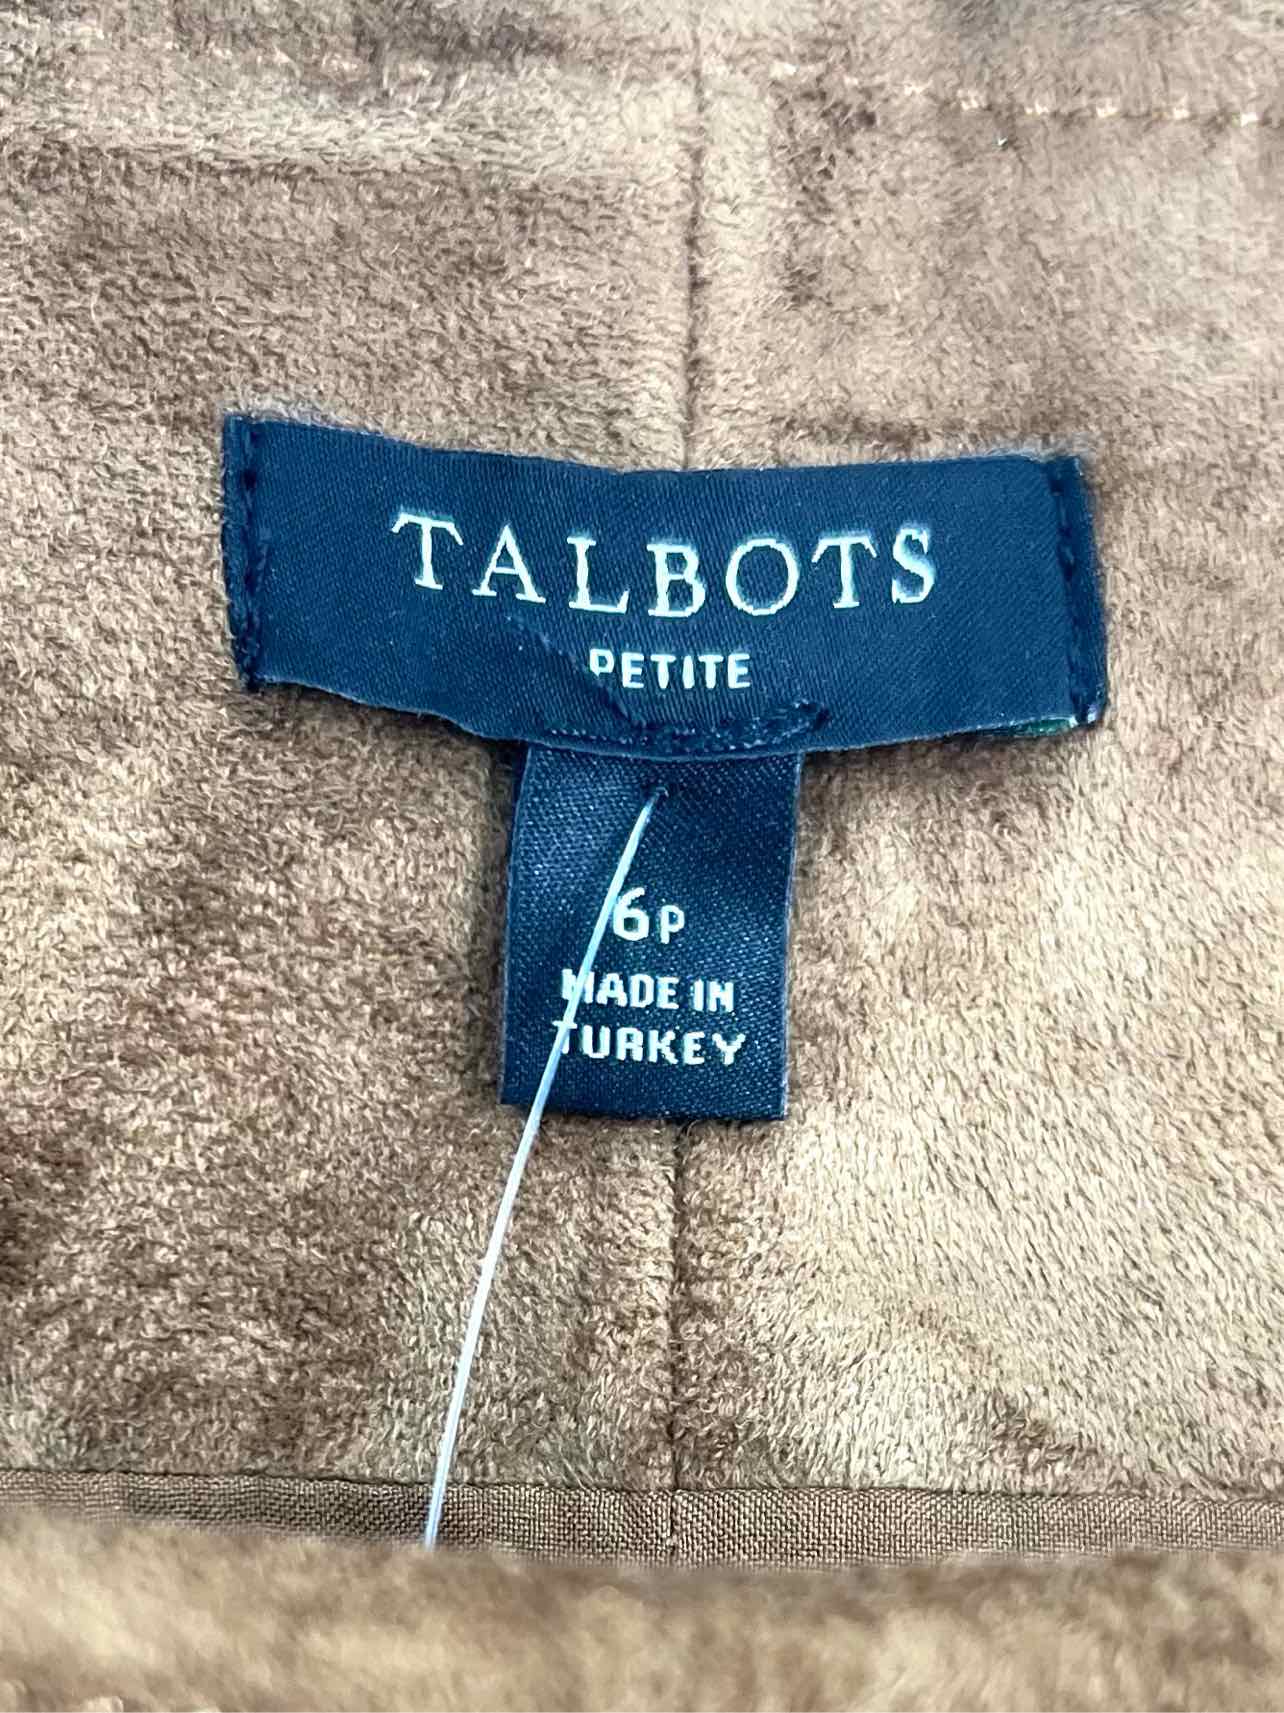 TALBOTS
PETITE
6P
MADE IN
TURKEY